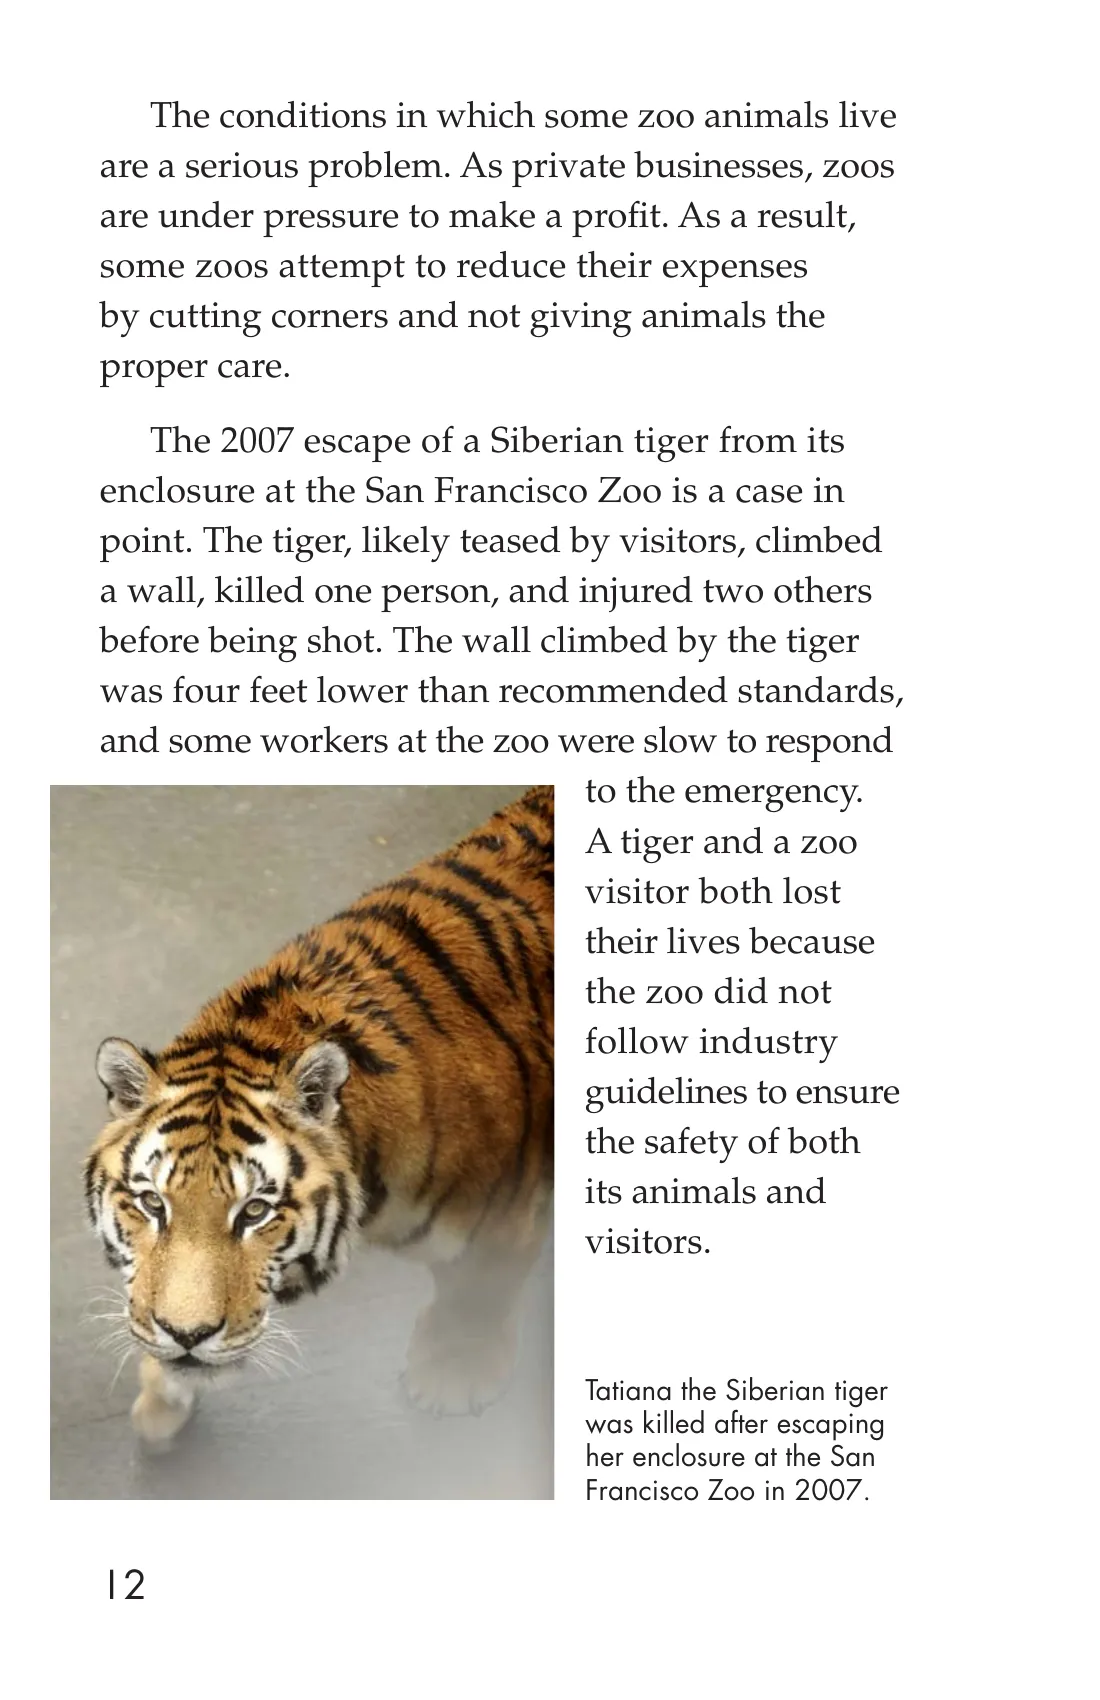 The conditions in which some zoo animals live
are a serious problem. As private businesses, zoos
are under pressure to make a profit. As a result,
some zoos attempt to reduce their expenses
by cutting corners and not giving animals the
proper care.
The 2007 escape of a Siberian tiger from its
enclosure at the San Francisco Zoo is a case in
point. The tiger, likely teased by visitors, climbed
a wall, killed one person, and injured two others
before being shot. The wall climbed by the tiger
was four feet lower than recommended standards,
and some workers at the zoo were slow to respond
to the emergency.
A tiger and a zoo
visitor both lost
their lives because
the zoo did not
follow industry
guidelines to ensure
the safety of both
its animals and
visitors.
Tatiana the Siberian tiger
was killed after escaping
her enclosure at the San
Francisco Zoo in 2007.
12